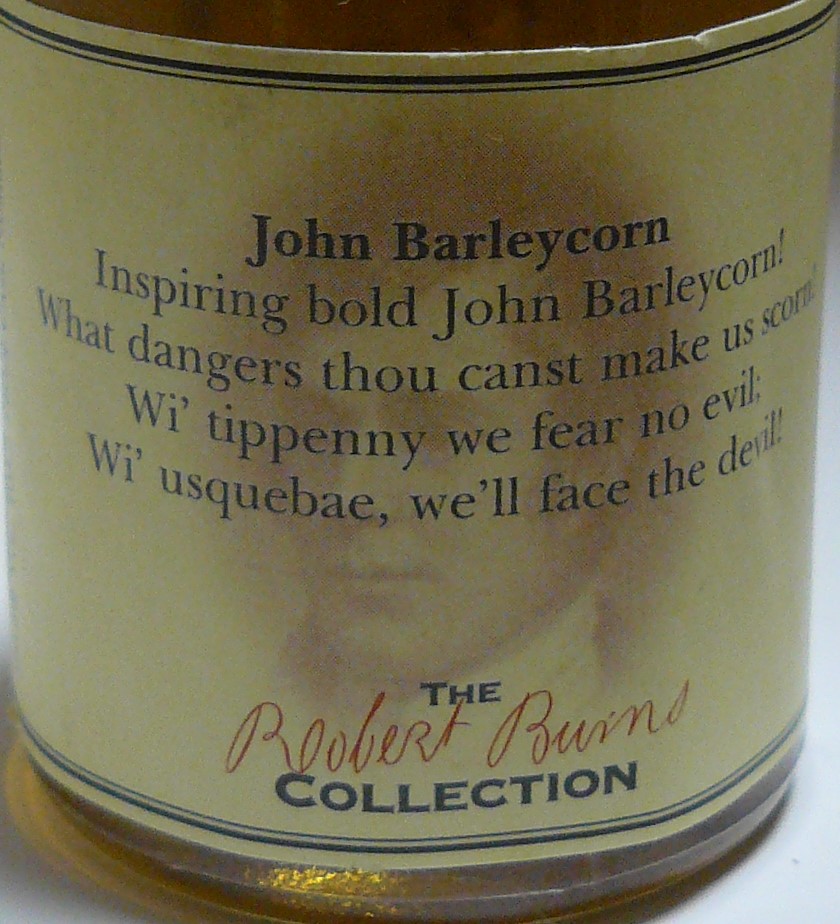 John Barleycorn
Inspiring bold John Barleycorn!
What dangers thou canst make us scorn!
Wi' tippenny we fear no evil;
Wi' usquebae, we'll face the devil!
THE
Robert Burns
COLLECTION